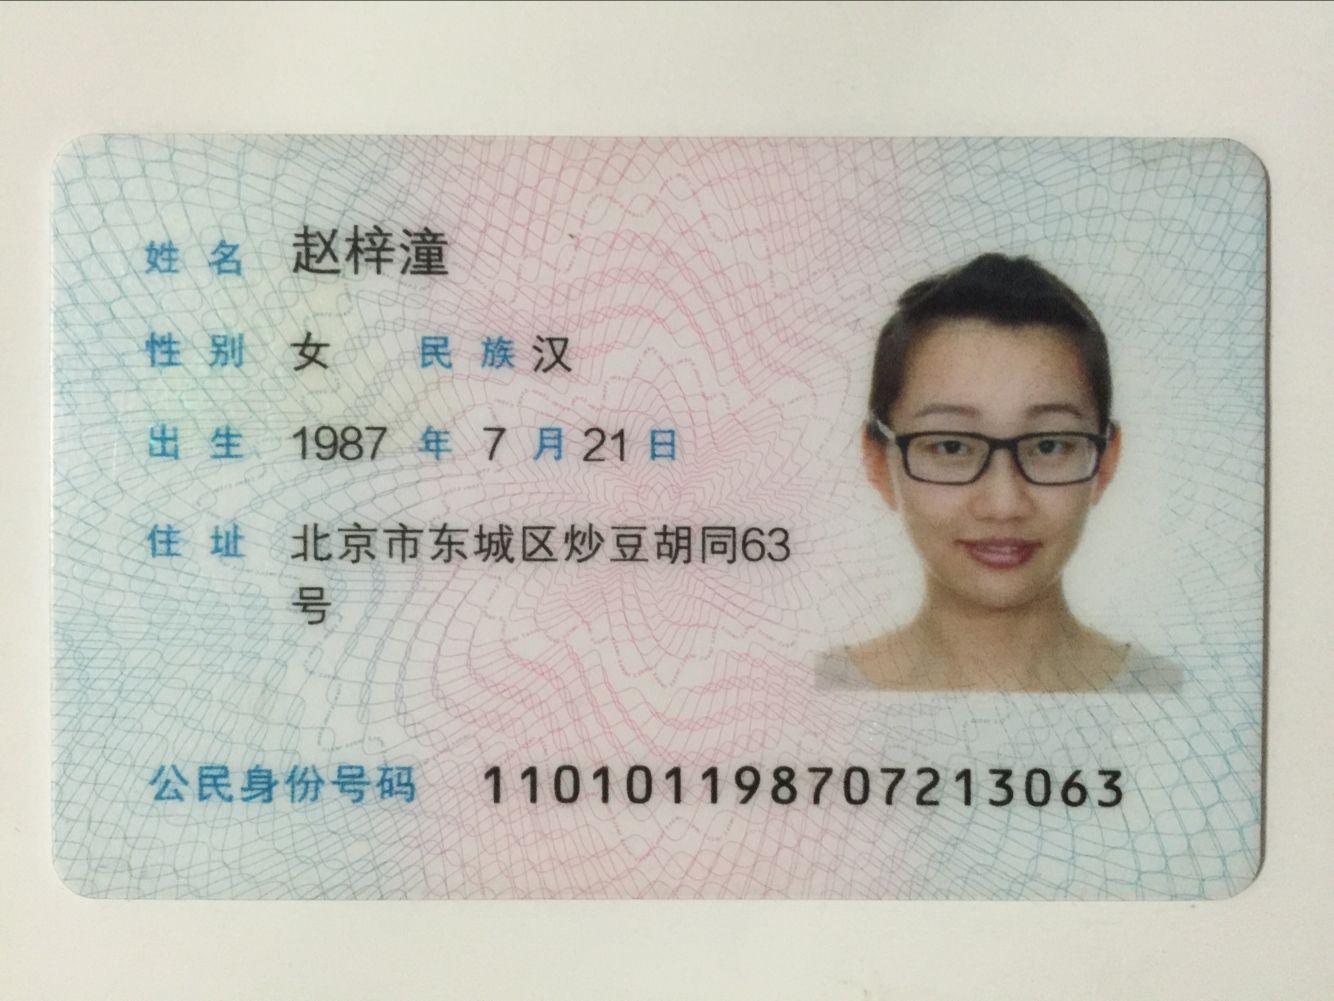 姓名 赵梓潼
性别 女 民族 汉
出生 1987 年 7 月 21 日
住址 北京市东城区炒豆胡同63
号
公民身份号码 110101198707213063